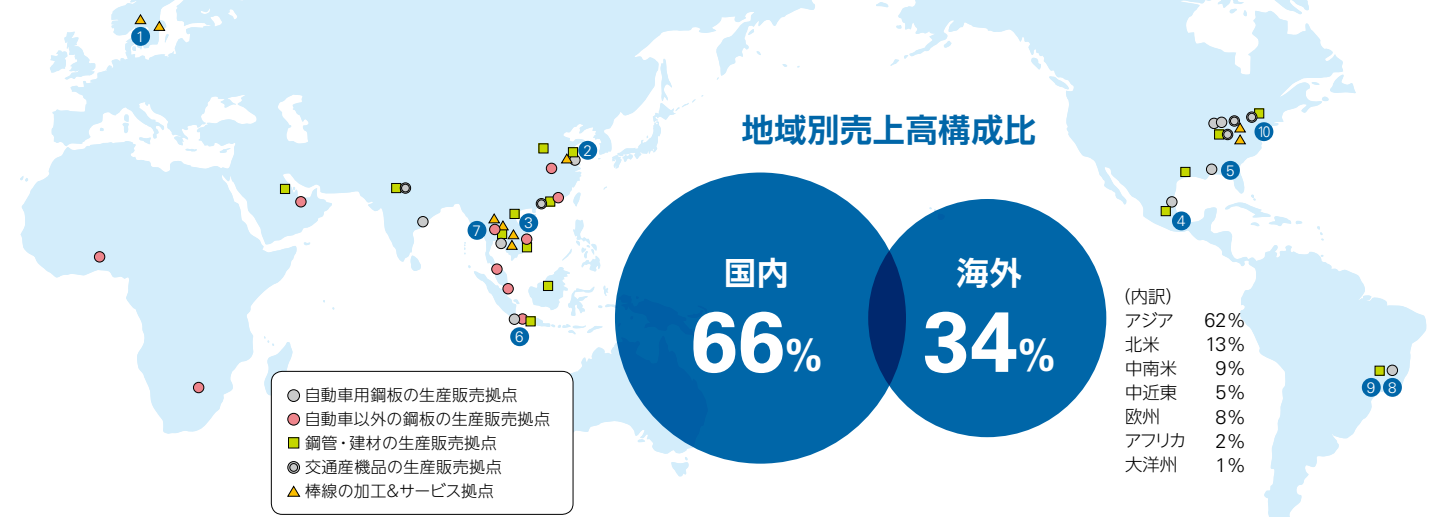 地域別売上高構成比
国内
66%
海外
34%
(内訳)
アジア 62%
北米 13%
中南米 9%
中近東 5%
欧州 8%
アフリカ 2%
大洋州 1%
自動車用鋼板の生産販売拠点
自動車以外の鋼板の生産販売拠点
鋼管・建材の生産販売拠点
交通産機品の生産販売拠点
棒線の加工&サービス拠点
1
2
3
7
6
10
5
4
9 8